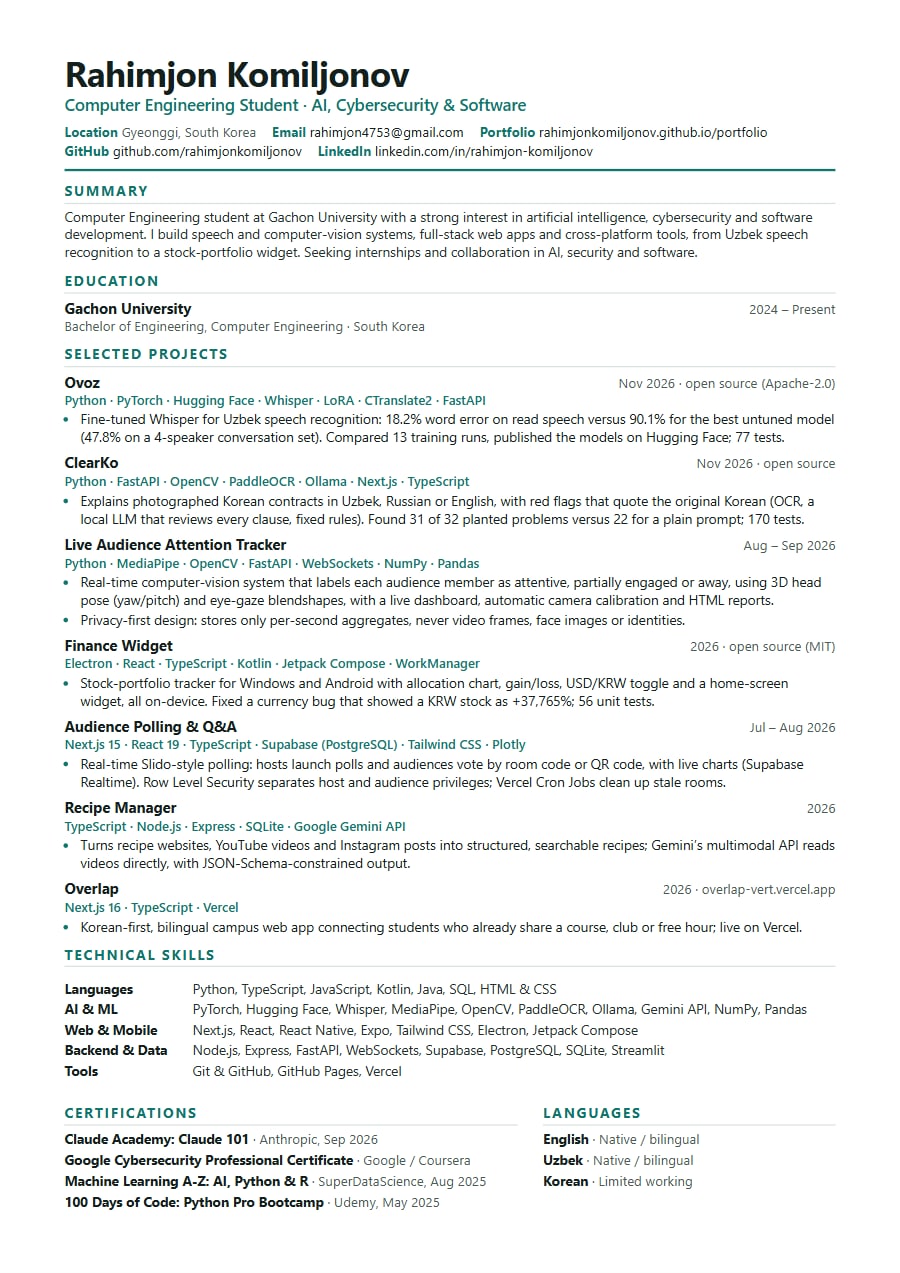 Rahimjon Komiljonov
Computer Engineering Student · AI, Cybersecurity & Software
Location Gyeonggi, South Korea Email rahimjon4753@gmail.com Portfolio rahimjonkomiljonov.github.io/portfolio
GitHub github.com/rahimjonkomiljonov LinkedIn linkedin.com/in/rahimjon-komiljonov
SUMMARY
Computer Engineering student at Gachon University with a strong interest in artificial intelligence, cybersecurity and software
development. I build speech and computer-vision systems, full-stack web apps and cross-platform tools, from Uzbek speech
recognition to a stock-portfolio widget. Seeking internships and collaboration in AI, security and software.
EDUCATION
Gachon University 2024 – Present
Bachelor of Engineering, Computer Engineering · South Korea
SELECTED PROJECTS
Ovoz Nov 2026 · open source (Apache-2.0)
Python · PyTorch · Hugging Face · Whisper · LoRA · CTranslate2 · FastAPI
• Fine-tuned Whisper for Uzbek speech recognition: 18.2% word error on read speech versus 90.1% for the best untuned model
(47.8% on a 4-speaker conversation set). Compared 13 training runs, published the models on Hugging Face; 77 tests.
ClearKo Nov 2026 · open source
Python · FastAPI · OpenCV · PaddleOCR · Ollama · Next.js · TypeScript
• Explains photographed Korean contracts in Uzbek, Russian or English, with red flags that quote the original Korean (OCR, a
local LLM that reviews every clause, fixed rules). Found 31 of 32 planted problems versus 22 for a plain prompt; 170 tests.
Live Audience Attention Tracker Aug – Sep 2026
Python · MediaPipe · OpenCV · FastAPI · WebSockets · NumPy · Pandas
• Real-time computer-vision system that labels each audience member as attentive, partially engaged or away, using 3D head
pose (yaw/pitch) and eye-gaze blendshapes, with a live dashboard, automatic camera calibration and HTML reports.
• Privacy-first design: stores only per-second aggregates, never video frames, face images or identities.
Finance Widget 2026 · open source (MIT)
Electron · React · TypeScript · Kotlin · Jetpack Compose · WorkManager
• Stock-portfolio tracker for Windows and Android with allocation chart, gain/loss, USD/KRW toggle and a home-screen
widget, all on-device. Fixed a currency bug that showed a KRW stock as +37,765%; 56 unit tests.
Audience Polling & Q&A Jul – Aug 2026
Next.js 15 · React 19 · TypeScript · Supabase (PostgreSQL) · Tailwind CSS · Plotly
• Real-time Slido-style polling: hosts launch polls and audiences vote by room code or QR code, with live charts (Supabase
Realtime). Row Level Security separates host and audience privileges; Vercel Cron Jobs clean up stale rooms.
Recipe Manager 2026
TypeScript · Node.js · Express · SQLite · Google Gemini API
• Turns recipe websites, YouTube videos and Instagram posts into structured, searchable recipes; Gemini's multimodal API reads
videos directly, with JSON-Schema-constrained output.
Overlap 2026 · overlap-vert.vercel.app
Next.js 16 · TypeScript · Vercel
• Korean-first, bilingual campus web app connecting students who already share a course, club or free hour; live on Vercel.
TECHNICAL SKILLS
Languages Python, TypeScript, JavaScript, Kotlin, Java, SQL, HTML & CSS
AI & ML PyTorch, Hugging Face, Whisper, MediaPipe, OpenCV, PaddleOCR, Ollama, Gemini API, NumPy, Pandas
Web & Mobile Next.js, React, React Native, Expo, Tailwind CSS, Electron, Jetpack Compose
Backend & Data Node.js, Express, FastAPI, WebSockets, Supabase, PostgreSQL, SQLite, Streamlit
Tools Git & GitHub, GitHub Pages, Vercel
CERTIFICATIONS
Claude Academy: Claude 101 · Anthropic, Sep 2026
Google Cybersecurity Professional Certificate · Google / Coursera
Machine Learning A-Z: AI, Python & R · SuperDataScience, Aug 2025
100 Days of Code: Python Pro Bootcamp · Udemy, May 2025
LANGUAGES
English · Native / bilingual
Uzbek · Native / bilingual
Korean · Limited working